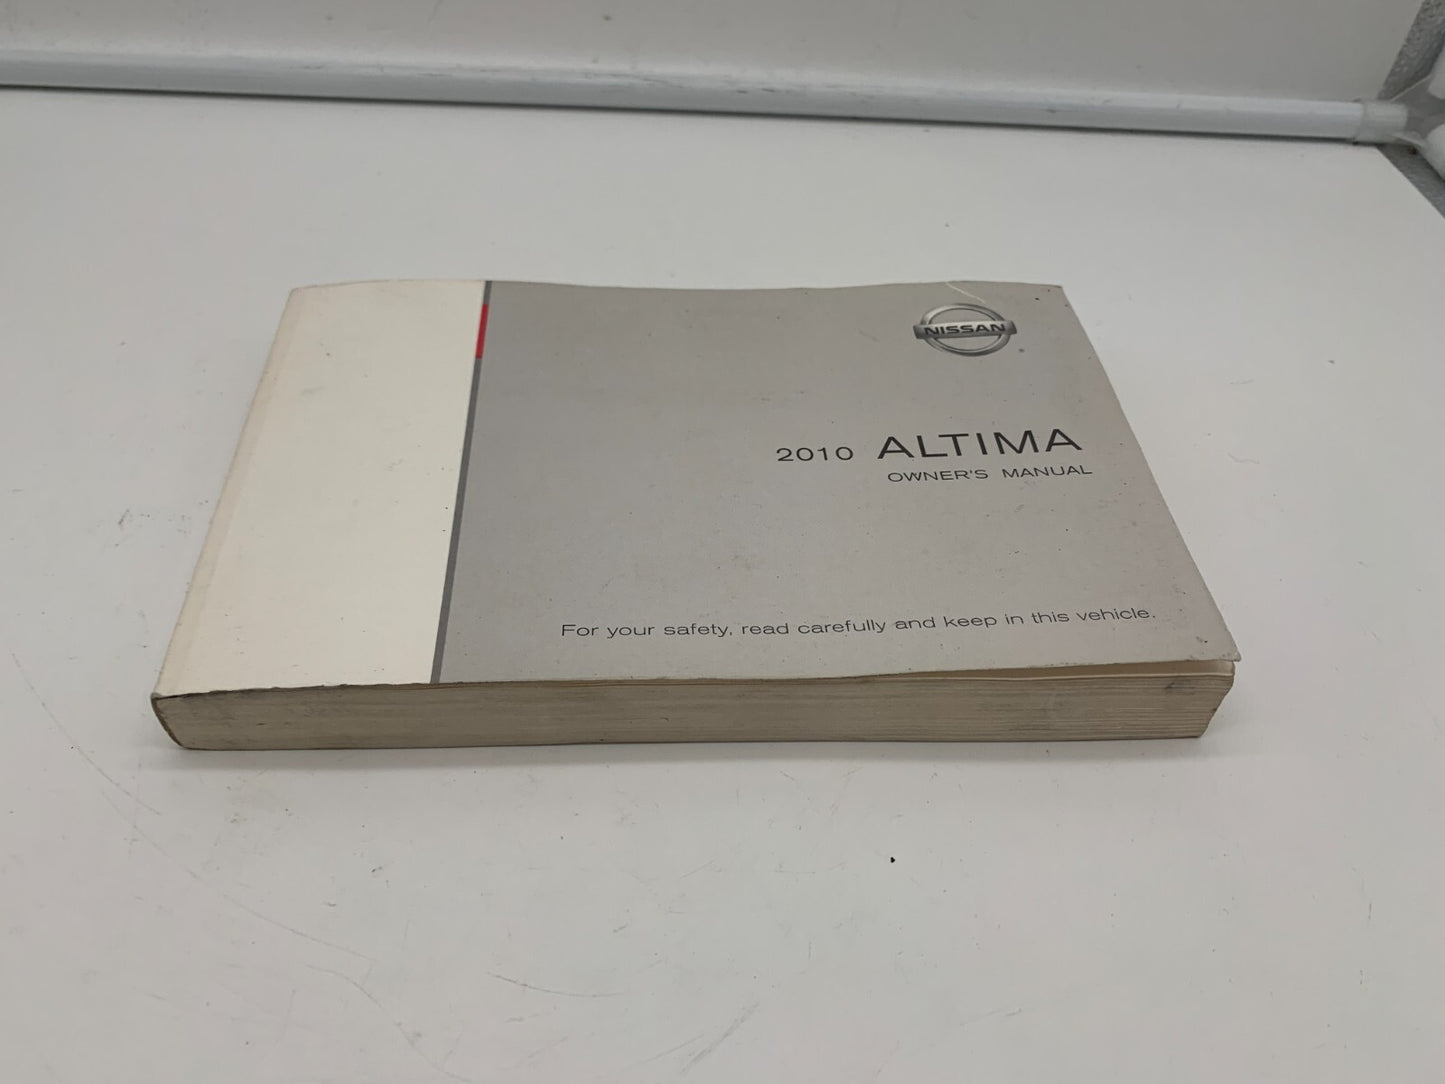 NISSAN
2010 ALTIMA
OWNER'S MANUAL
For your safety, read carefully and keep in this vehicle.